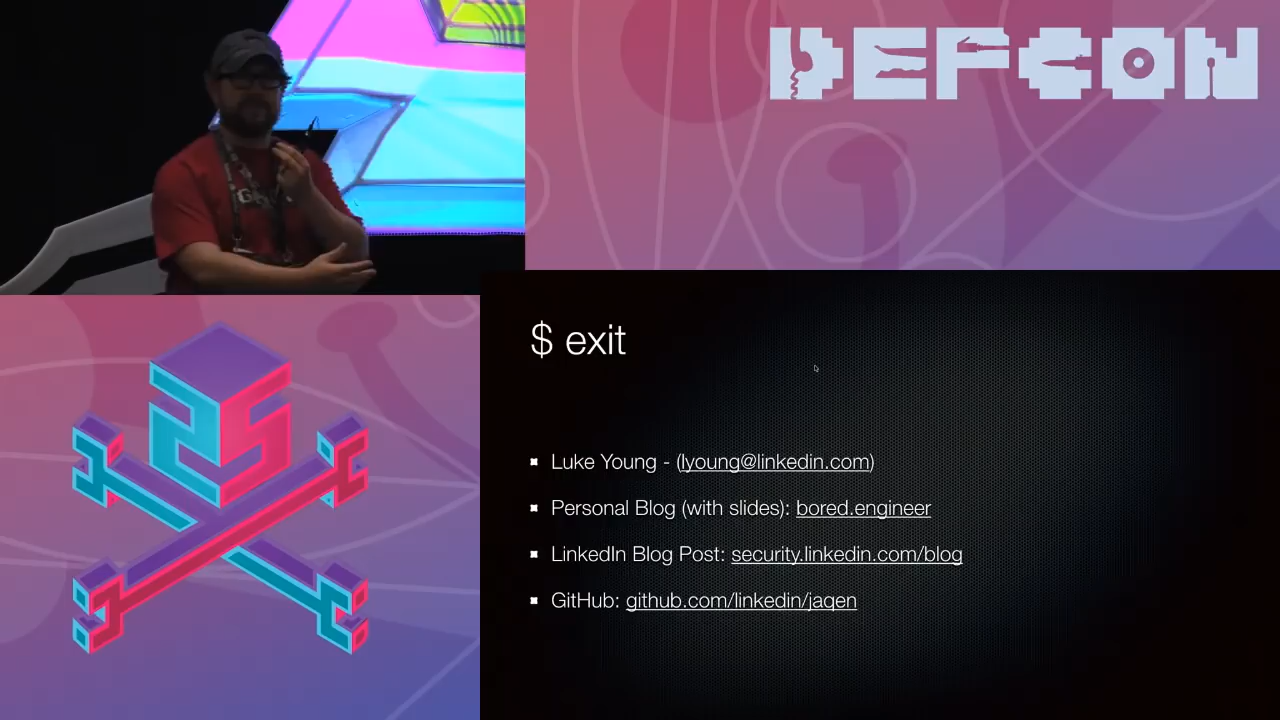 DEFCON
$ exit
Luke Young - (lyoung@linkedin.com)
Personal Blog (with slides): bored.engineer
LinkedIn Blog Post: security.linkedin.com/blog
GitHub: github.com/linkedin/jaqen
25